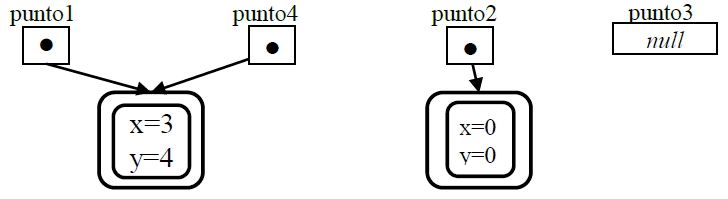 punto1
punto4
punto2
punto3
null
x=3
y=4
x=0
y=0